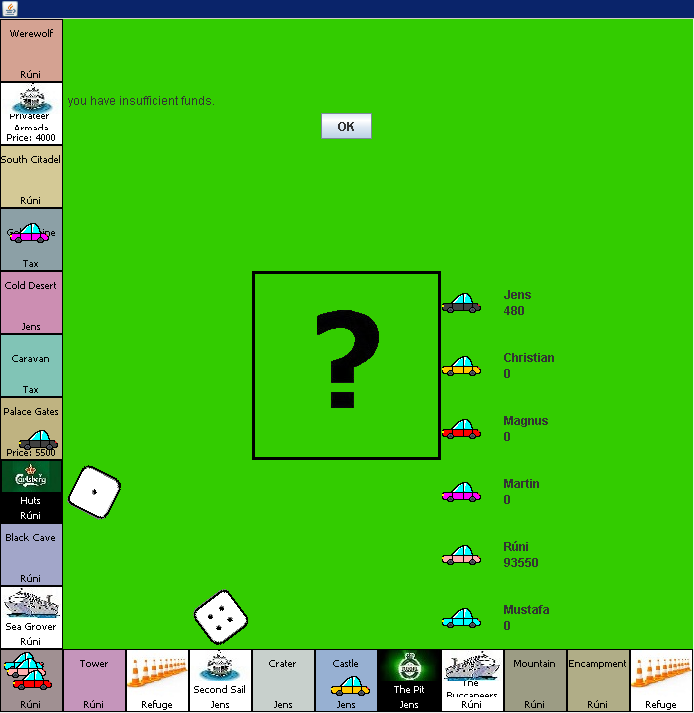 Werewolf
Rúni
you have insufficient funds.
Privateer
Armada
Price: 4000
OK
South Citadel
Rúni
Tax
Cold Desert
Jens
Jens
480
Caravan
Tax
Christian
0
Palace Gates
Price: 5500
Magnus
0
Carlsberg
Huts
Rúni
Martin
0
Black Cave
Rúni
Rúni
93550
Sea Grover
Rúni
Mustafa
0
Rúni
Tower
Rúni
Refuge
Second Sail
Jens
Crater
Jens
Castle
Jens
The Pit
Jens
The
Buccaneers
Rúni
Mountain
Rúni
Encampment
Rúni
Refuge